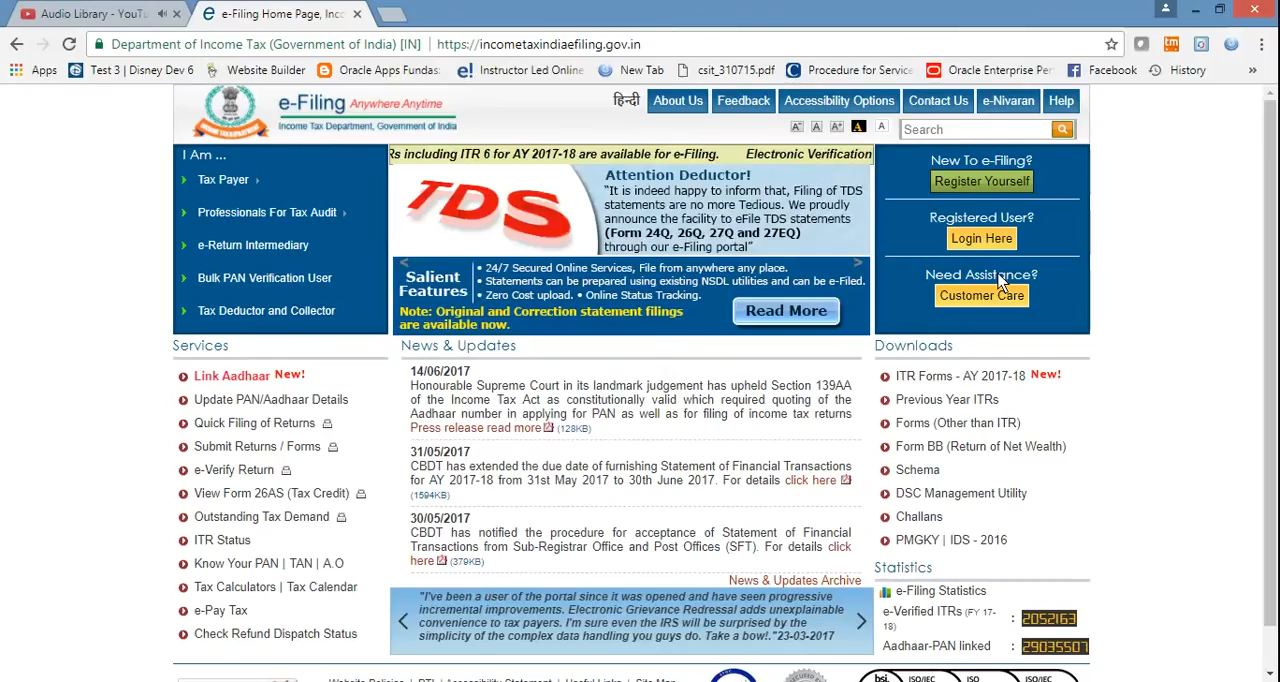 Audio Library - YouTu
e-Filing Home Page, Inco
Department of Income Tax (Government of India) [IN] | https://incometaxindiaefiling.gov.in
Apps Test 3 | Disney Dev 6 Website Builder Oracle Apps Fundas: Instructor Led Online New Tab csit_310715.pdf Procedure for Service Oracle Enterprise Per Facebook History »
e-Filing Anywhere Anytime
Income Tax Department, Government of India
हिन्दी About Us Feedback Accessibility Options Contact Us e-Nivaran Help
A- A A+ A A Search
I Am ...
Tax Payer
Professionals For Tax Audit
e-Return Intermediary
Bulk PAN Verification User
Tax Deductor and Collector
Rs including ITR 6 for AY 2017-18 are available for e-Filing. Electronic Verification
TDS
Attention Deductor!
“It is indeed happy to inform that, Filing of TDS
statements are no more Tedious. We proudly
announce the facility to eFile TDS statements
(Form 24Q, 26Q, 27Q and 27EQ)
through our e-Filing portal”
Salient
Features
• 24/7 Secured Online Services, File from anywhere any place.
• Statements can be prepared using existing NSDL utilities and can be e-Filed.
• Zero Cost upload. • Online Status Tracking.
Note: Original and Correction statement filings
are available now.
Read More
New To e-Filing?
Register Yourself
Registered User?
Login Here
Need Assistance?
Customer Care
Services
Link Aadhaar New!
Update PAN/Aadhaar Details
Quick Filing of Returns
Submit Returns / Forms
e-Verify Return
View Form 26AS (Tax Credit)
Outstanding Tax Demand
ITR Status
Know Your PAN | TAN | A.O
Tax Calculators | Tax Calendar
e-Pay Tax
Check Refund Dispatch Status
News & Updates
14/06/2017
Honourable Supreme Court in its landmark judgement has upheld Section 139AA
of the Income Tax Act as constitutionally valid which required quoting of the
Aadhaar number in applying for PAN as well as for filing of income tax returns
Press release read more (128KB)
31/05/2017
CBDT has extended the due date of furnishing Statement of Financial Transactions
for AY 2017-18 from 31st May 2017 to 30th June 2017. For details click here
(1594KB)
30/05/2017
CBDT has notified the procedure for acceptance of Statement of Financial
Transactions from Sub-Registrar Office and Post Offices (SFT). For details click
here (379KB)
News & Updates Archive
"I've been a user of the portal since it was opened and have seen progressive
incremental improvements. Electronic Grievance Redressal adds unexplainable
convenience to tax payers. I'm sure even the IRS will be surprised by the
simplicity of the complex data handling you guys do. Take a bow!."23-03-2017
Downloads
ITR Forms - AY 2017-18 New!
Previous Year ITRs
Forms (Other than ITR)
Form BB (Return of Net Wealth)
Schema
DSC Management Utility
Challans
PMGKY | IDS - 2016
Statistics
e-Filing Statistics
e-Verified ITRs (FY 17-
18) : 2052163
Aadhaar-PAN linked : 29035507
Website Policies | RTI | Accessibility Statement | Useful Links | Site Map
bsi. ISO/IEC ISO ISO/IEC